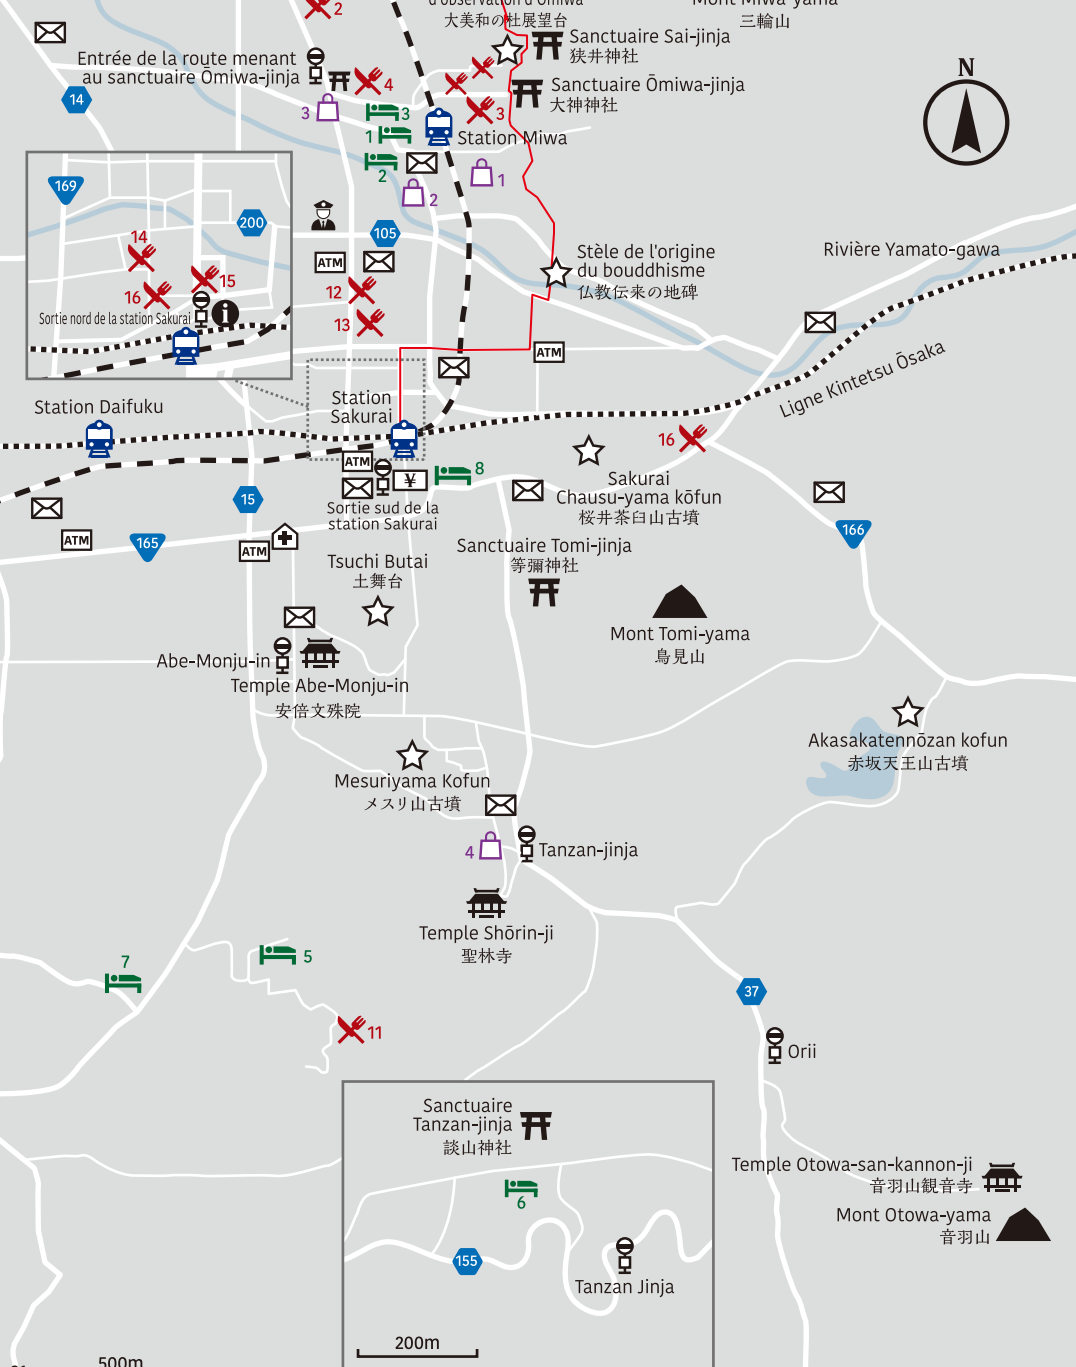 2
d'observation d'Ōmiwa
大美和の杜展望台
Mont Miwa-yama
三輪山
Entrée de la route menant
au sanctuaire Ōmiwa-jinja
Sanctuaire Sai-jinja
狭井神社
N
14
4
3
3
Sanctuaire Ōmiwa-jinja
大神神社
3
1
Station Miwa
2
1
2
169
200
14
15
16
Sortie nord de la station Sakurai
105
ATM
12
13
Stèle de l'origine
du bouddhisme
仏教伝来の地碑
Rivière Yamato-gawa
ATM
Ligne Kintetsu Ōsaka
Station Daifuku
Station
Sakurai
16
ATM
¥
8
Sortie sud de la
station Sakurai
Sakurai
Chausu-yama kōfun
桜井茶臼山古墳
15
ATM
165
ATM
166
Tsuchi Butai
土舞台
Sanctuaire Tomi-jinja
等彌神社
Mont Tomi-yama
鳥見山
Abe-Monju-in
Temple Abe-Monju-in
安倍文殊院
Akasakatennōzan kofun
赤坂天王山古墳
Mesuriyama Kofun
メスリ山古墳
4
Tanzan-jinja
Temple Shōrin-ji
聖林寺
7
5
11
37
Orii
Sanctuaire
Tanzan-jinja
談山神社
6
155
Tanzan Jinja
200m
Temple Otowa-san-kannon-ji
音羽山観音寺
Mont Otowa-yama
音羽山
500m